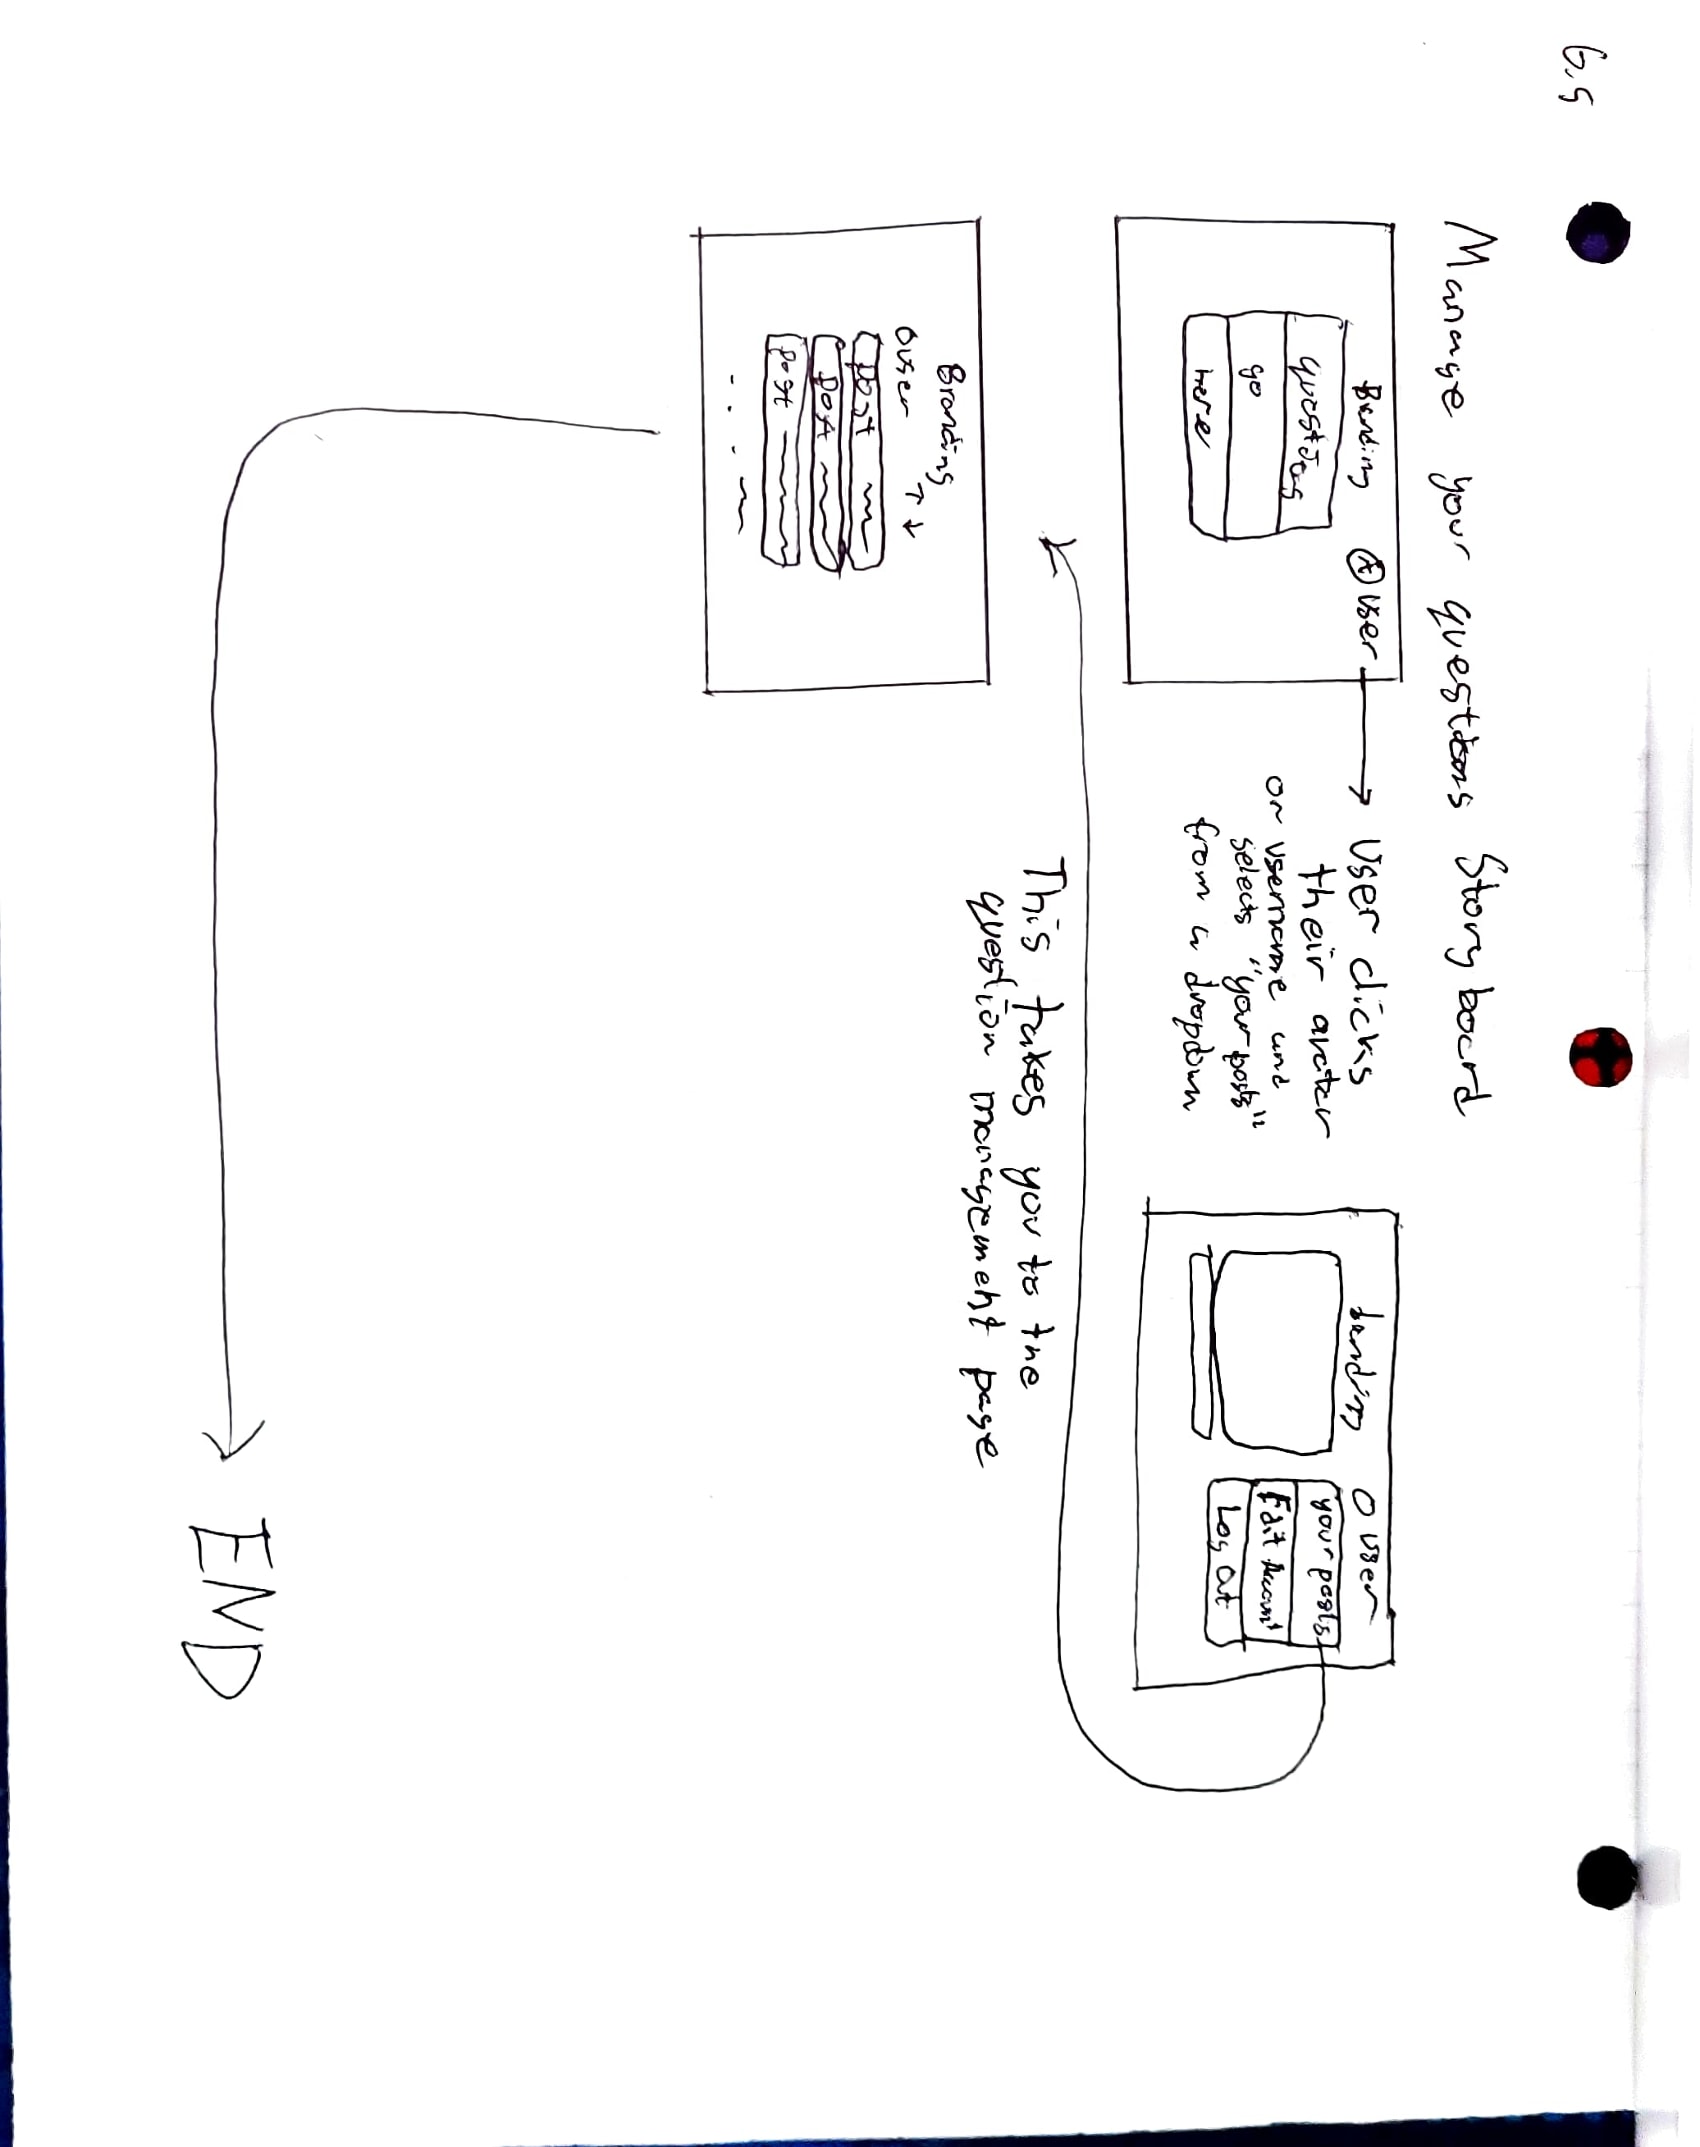 6.5
Manage your questions Storyboard
Branding
User
questions
go
here
User clicks
their avatar
or username and
selects "your posts"
from a dropdown
branding
User
your posts
Edit Account
Log Out
This takes you to the
question management page
Branding
User ↑ ↓
post
post
post
. . .
END